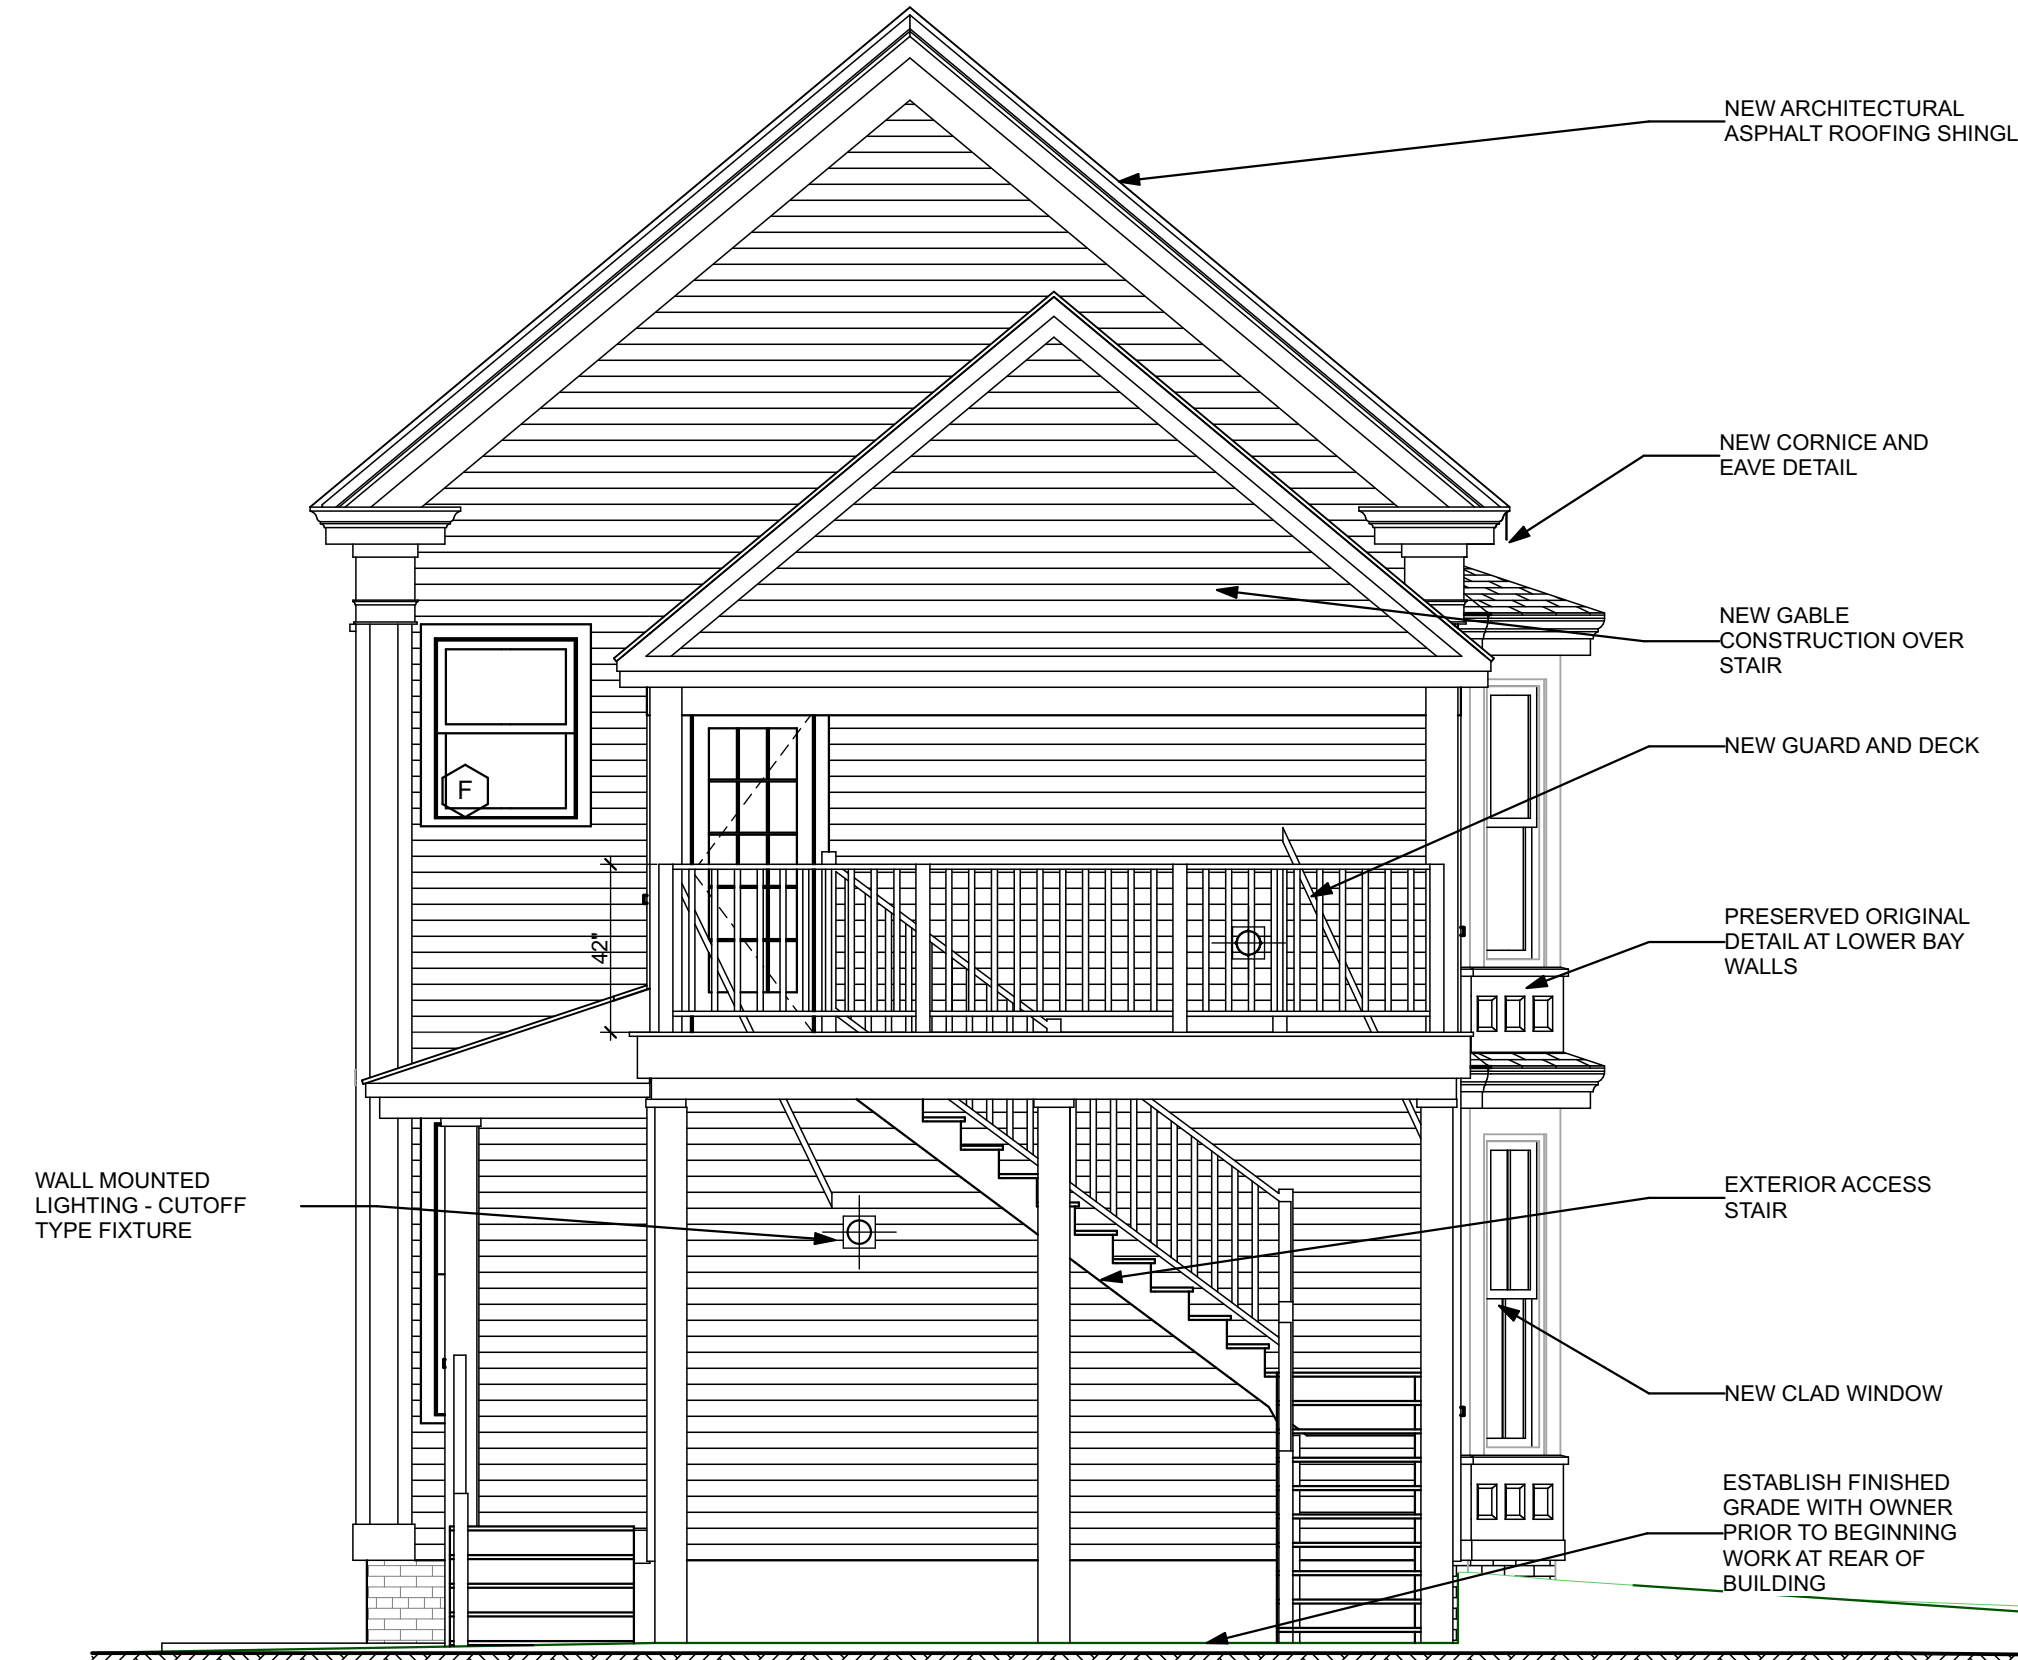 NEW ARCHITECTURAL
ASPHALT ROOFING SHINGL
NEW CORNICE AND
EAVE DETAIL
NEW GABLE
CONSTRUCTION OVER
STAIR
NEW GUARD AND DECK
F
42"
PRESERVED ORIGINAL
DETAIL AT LOWER BAY
WALLS
WALL MOUNTED
LIGHTING - CUTOFF
TYPE FIXTURE
EXTERIOR ACCESS
STAIR
NEW CLAD WINDOW
ESTABLISH FINISHED
GRADE WITH OWNER
PRIOR TO BEGINNING
WORK AT REAR OF
BUILDING